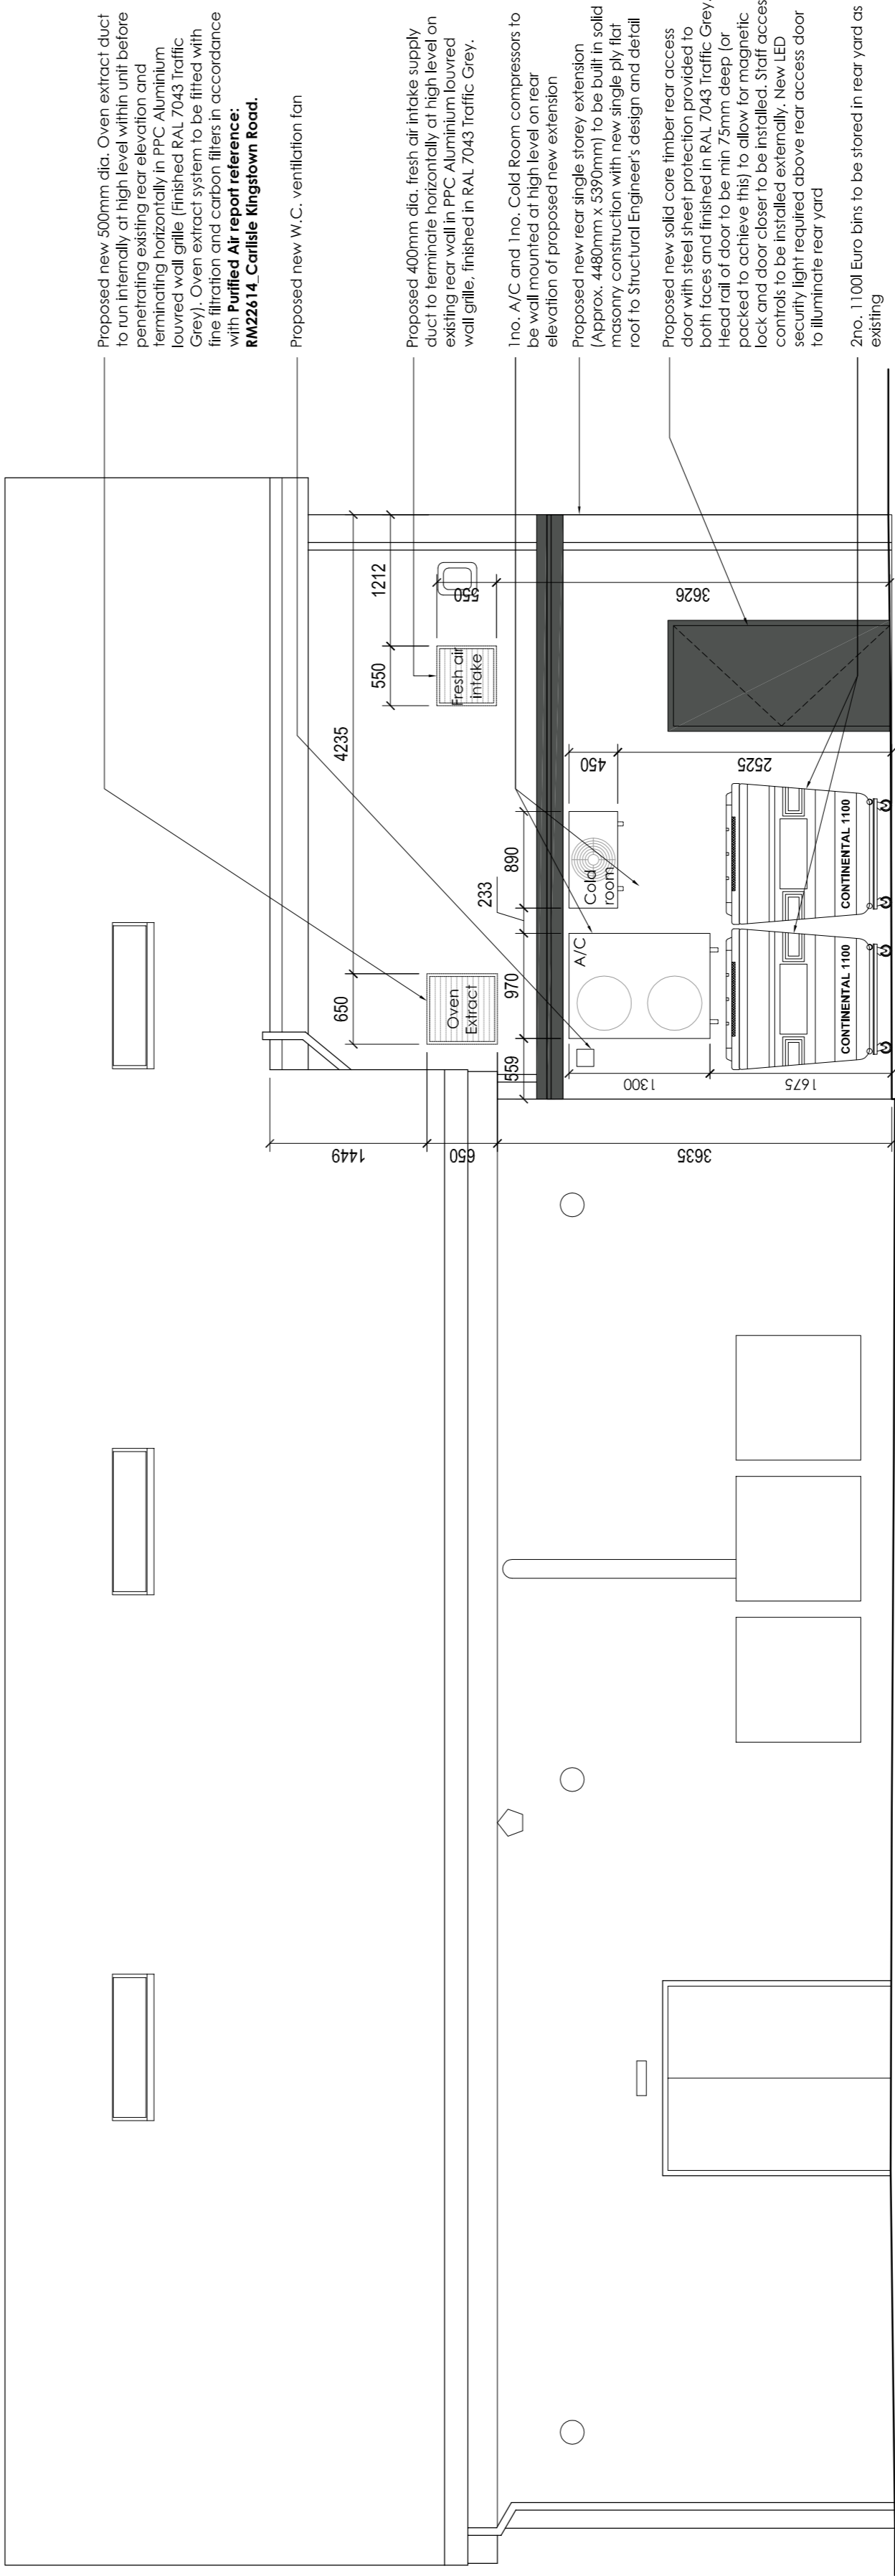 Proposed new 500mm dia. Oven extract duct
to run internally at high level within unit before
penetrating existing rear elevation and
terminating horizontally in PPC Aluminium
louvred wall grille (Finished RAL 7043 Traffic
Grey). Oven extract system to be fitted with
fine filtration and carbon filters in accordance
with Purified Air report reference:
RM22614_Carlisle Kingstown Road.
Proposed new W.C. ventilation fan
Proposed 400mm dia. fresh air intake supply
duct to terminate horizontally at high level on
existing rear wall in PPC Aluminium louvred
wall grille, finished in RAL 7043 Traffic Grey.
1no. A/C and 1no. Cold Room compressors to
be wall mounted at high level on rear
elevation of proposed new extension
Proposed new rear single storey extension
(Approx. 4480mm x 5390mm) to be built in solid
masonry construction with new single ply flat
roof to Structural Engineer's design and detail
Proposed new solid core timber rear access
door with steel sheet protection provided to
both faces and finished in RAL 7043 Traffic Grey.
Head rail of door to be min 75mm deep (or
packed to achieve this) to allow for magnetic
lock and door closer to be installed. Staff acces
controls to be installed externally. New LED
security light required above rear access door
to illuminate rear yard
2no. 1100l Euro bins to be stored in rear yard as
existing
4235
1212
650
550
1449
650
550
Oven
Extract
Fresh air
intake
233
559
970
890
3635
3626
A/C
Cold
room
450
1300
2525
1675
CONTINENTAL 1100
CONTINENTAL 1100